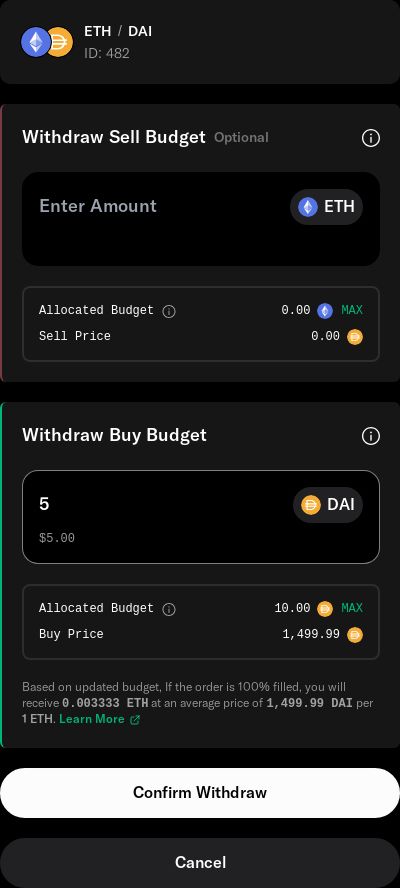 ETH / DAI
ID: 482
Withdraw Sell Budget Optional
Enter Amount ETH
Allocated Budget 0.00 MAX
Sell Price 0.00
Withdraw Buy Budget
5 DAI
$5.00
Allocated Budget 10.00 MAX
Buy Price 1,499.99
Based on updated budget, If the order is 100% filled, you will
receive 0.003333 ETH at an average price of 1,499.99 DAI per
1 ETH. Learn More
Confirm Withdraw
Cancel